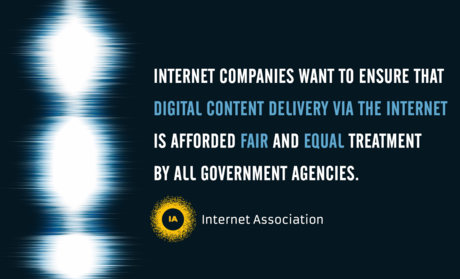 INTERNET COMPANIES WANT TO ENSURE THAT
DIGITAL CONTENT DELIVERY VIA THE INTERNET
IS AFFORDED FAIR AND EQUAL TREATMENT
BY ALL GOVERNMENT AGENCIES.
IA
Internet Association